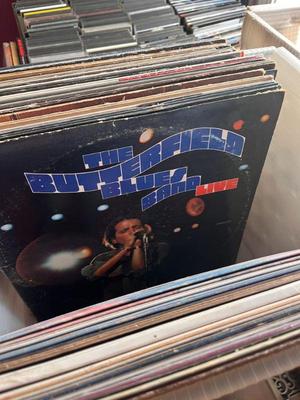 THE
BUTTERFIELD
BLUES
BAND LIVE